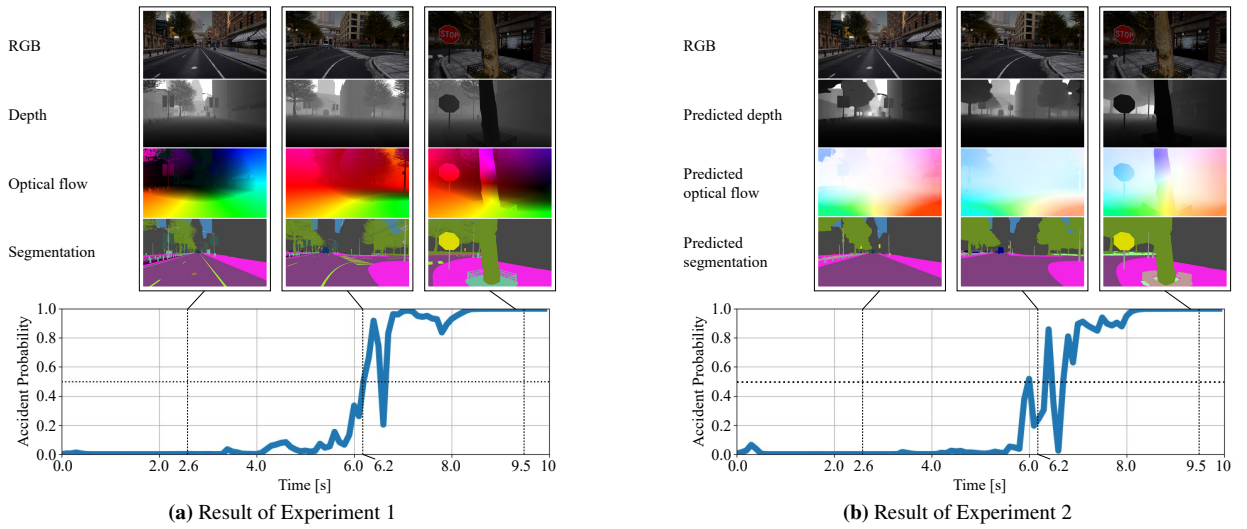 RGB
Depth
Optical flow
Segmentation
STOP
Accident Probability
1.0
0.8
0.6
0.4
0.2
0.0
0.0
2.0
2.6
4.0
6.0
6.2
8.0
9.5
10
Time [s]
(a) Result of Experiment 1
RGB
Predicted depth
Predicted
optical flow
Predicted
segmentation
STOP
Accident Probability
1.0
0.8
0.6
0.4
0.2
0.0
0.0
2.0
2.6
4.0
6.0
6.2
8.0
9.5
10
Time [s]
(b) Result of Experiment 2